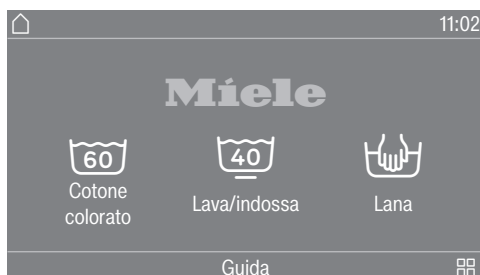 11:02
Miele
60
40
Cotone
colorato
Lava/indossa
Lana
Guida